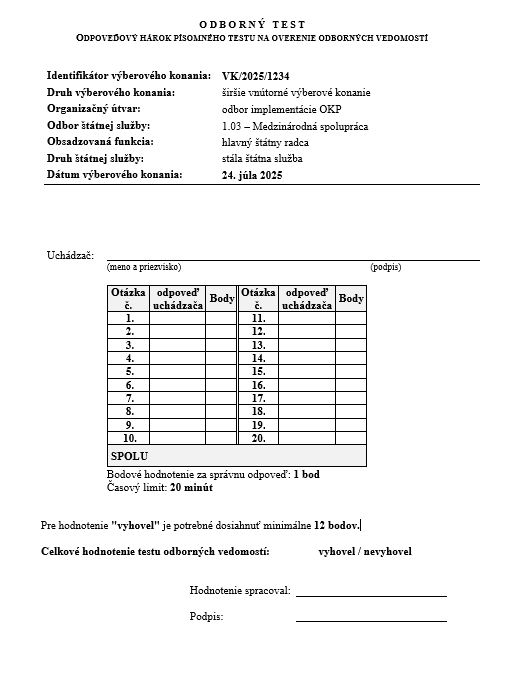 ODBORNÝ TEST
ODPOVEĎOVÝ HÁROK PÍSOMNÉHO TESTU NA OVERENIE ODBORNÝCH VEDOMOSTÍ
Identifikátor výberového konania: VK/2025/1234
Druh výberového konania: širšie vnútorné výberové konanie
Organizačný útvar: odbor implementácie OKP
Odbor štátnej služby: 1.03 – Medzinárodná spolupráca
Obsadzovaná funkcia: hlavný štátny radca
Druh štátnej služby: stála štátna služba
Dátum výberového konania: 24. júla 2025
Uchádzač:
(meno a priezvisko) (podpis)
Otázka č. odpoveď uchádzača Body Otázka č. odpoveď uchádzača Body
1. 11.
2. 12.
3. 13.
4. 14.
5. 15.
6. 16.
7. 17.
8. 18.
9. 19.
10. 20.
SPOLU
Bodové hodnotenie za správnu odpoveď: 1 bod
Časový limit: 20 minút
Pre hodnotenie "vyhovel" je potrebné dosiahnuť minimálne 12 bodov.
Celkové hodnotenie testu odborných vedomostí: vyhovel / nevyhovel
Hodnotenie spracoval:
Podpis: